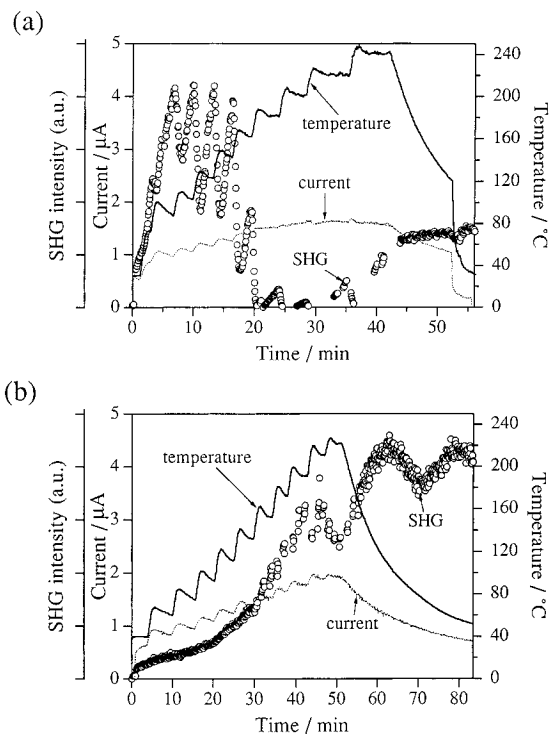 (a)
SHG intensity (a.u.)
Current / μA
5
4
3
2
1
0
temperature
current
SHG
240
200
160
120
80
40
0
Temperature / °C
0
10
20
30
40
50
Time / min
(b)
SHG intensity (a.u.)
Current / μA
5
4
3
2
1
0
temperature
SHG
current
240
200
160
120
80
40
0
Temperature / °C
0
10
20
30
40
50
60
70
80
Time / min